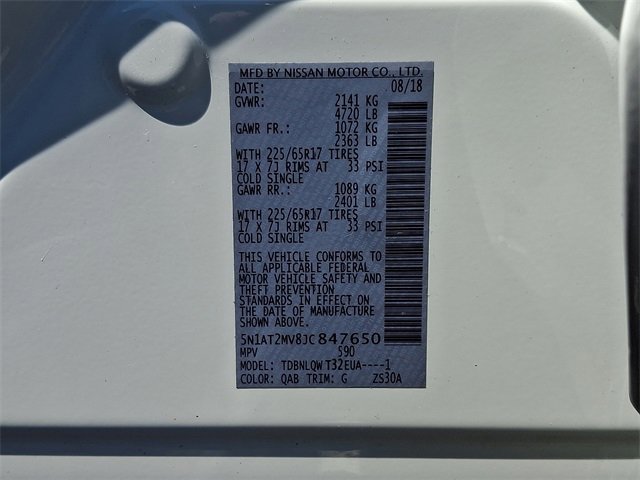 MFD BY NISSAN MOTOR CO., LTD.
DATE: 08/18
GVWR: 2141 KG
4720 LB
GAWR FR.: 1072 KG
2363 LB
WITH 225/65R17 TIRES
17 X 7J RIMS AT 33 PSI
COLD SINGLE
GAWR RR.: 1089 KG
2401 LB
WITH 225/65R17 TIRES
17 X 7J RIMS AT 33 PSI
COLD SINGLE
THIS VEHICLE CONFORMS TO
ALL APPLICABLE FEDERAL
MOTOR VEHICLE SAFETY AND
THEFT PREVENTION
STANDARDS IN EFFECT ON
THE DATE OF MANUFACTURE
SHOWN ABOVE.
5N1AT2MV8JC847650
MPV 590
MODEL: TDBNLQW T32EUA----1
COLOR: QAB TRIM: G ZS30A